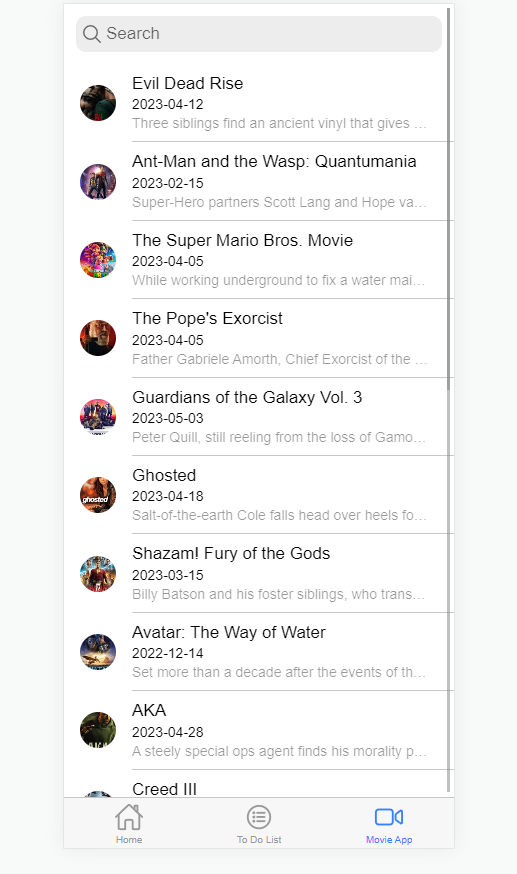 Search
Evil Dead Rise
2023-04-12
Three siblings find an ancient vinyl that gives ...
Ant-Man and the Wasp: Quantumania
2023-02-15
Super-Hero partners Scott Lang and Hope va...
The Super Mario Bros. Movie
2023-04-05
While working underground to fix a water mai...
The Pope's Exorcist
2023-04-05
Father Gabriele Amorth, Chief Exorcist of the ...
Guardians of the Galaxy Vol. 3
2023-05-03
Peter Quill, still reeling from the loss of Gamo...
Ghosted
2023-04-18
ghosted
Salt-of-the-earth Cole falls head over heels fo...
Shazam! Fury of the Gods
2023-03-15
Billy Batson and his foster siblings, who trans...
Avatar: The Way of Water
2022-12-14
Set more than a decade after the events of th...
AKA
2023-04-28
A steely special ops agent finds his morality p...
Creed III
Home
To Do List
Movie App